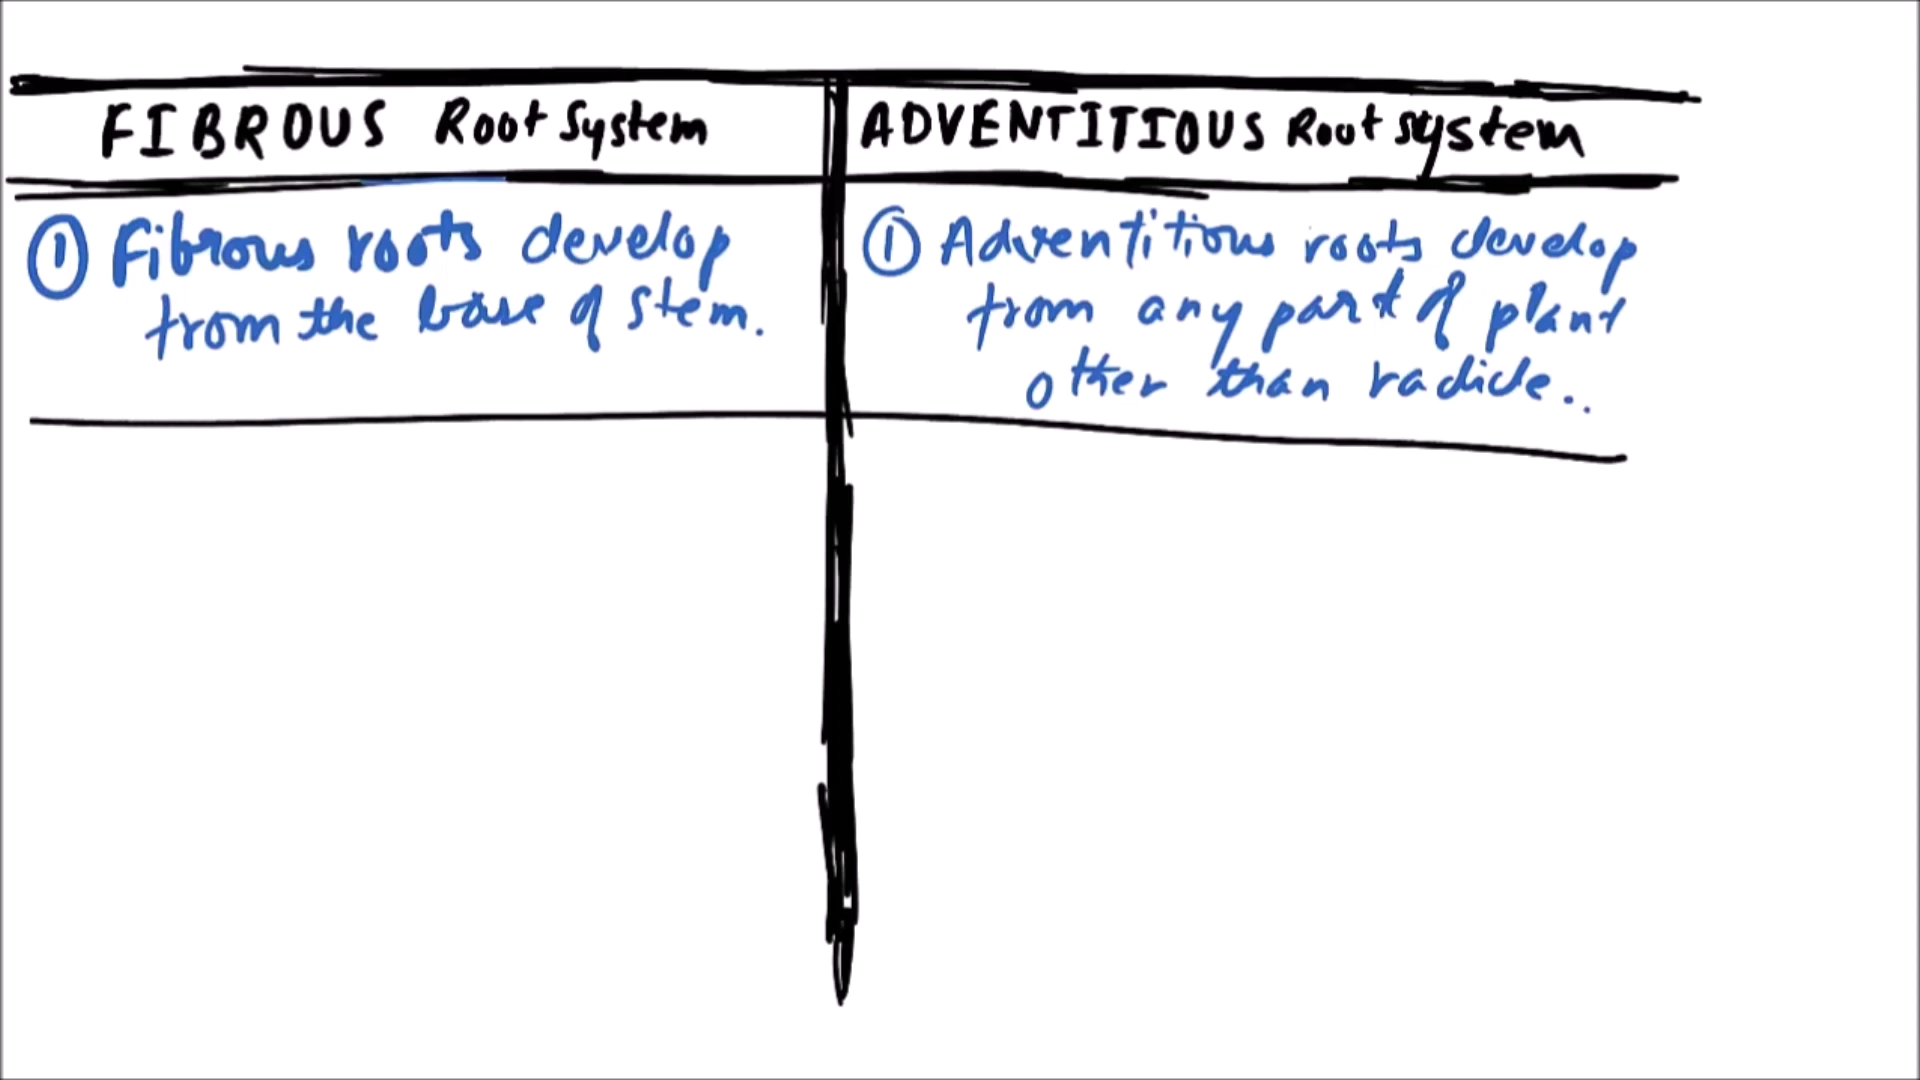 FIBROUS Root System
ADVENTITIOUS Root system
① Fibrous roots develop
from the base of stem.
① Adventitious roots develop
from any part of plant
other than radicle..